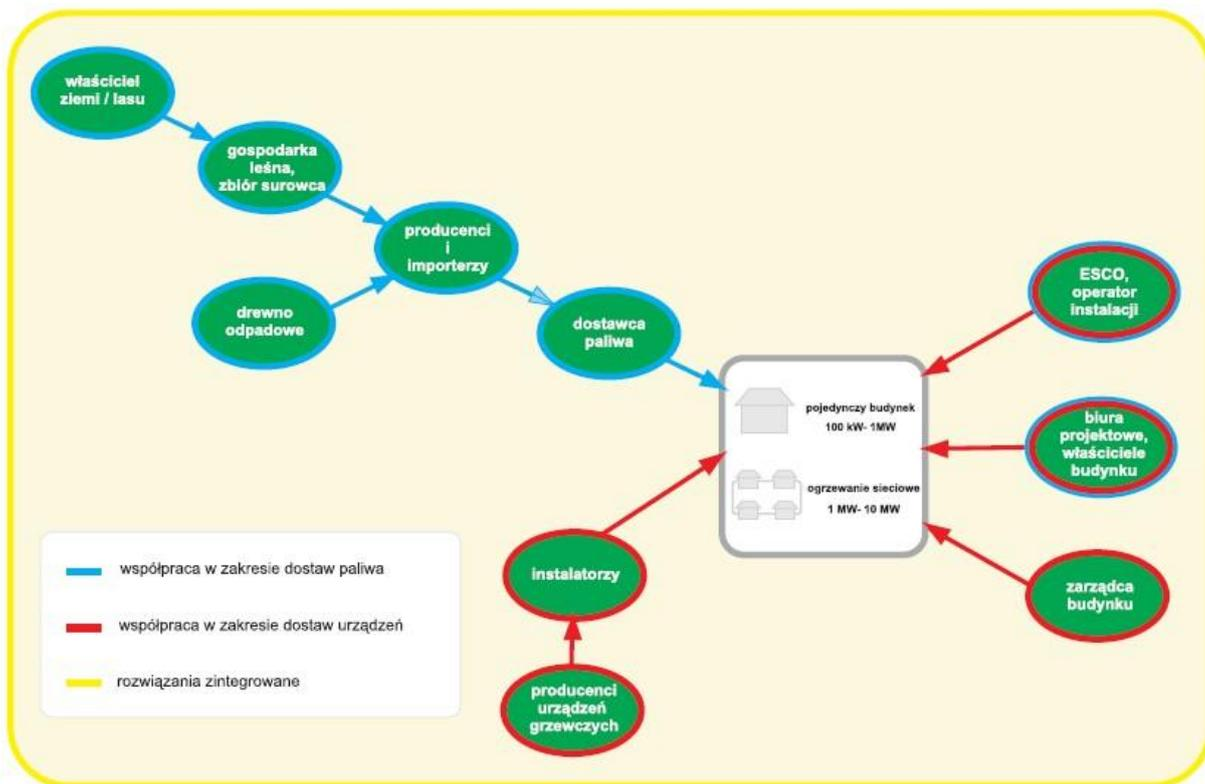 właściciel
ziemi / lasu
gospodarka
leśna,
zbiór surowca
producenci
i
importerzy
drewno
odpadowe
dostawca
paliwa
ESCO,
operator
instalacji
pojedynczy budynek
100 kW- 1MW
biura
projektowe,
właściciele
budynku
ogrzewanie sieciowe
1 MW- 10 MW
instalatorzy
zarządca
budynku
producenci
urządzeń
grzewczych
współpraca w zakresie dostaw paliwa
współpraca w zakresie dostaw urządzeń
rozwiązania zintegrowane